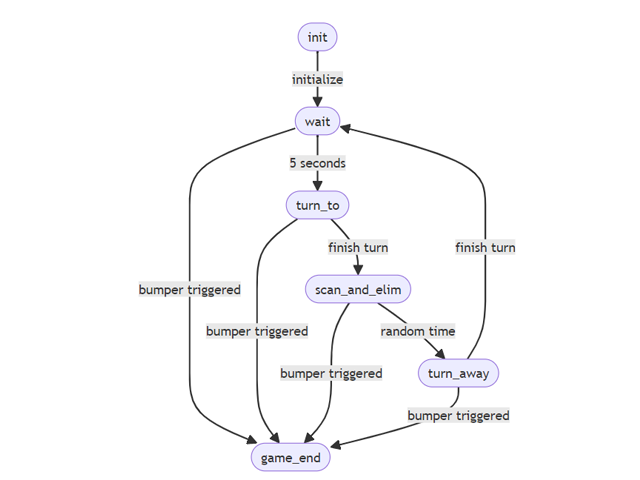 init
initialize
wait
5 seconds
turn_to
finish turn
finish turn
bumper triggered
scan_and_elim
bumper triggered
random time
bumper triggered
turn_away
bumper triggered
game_end